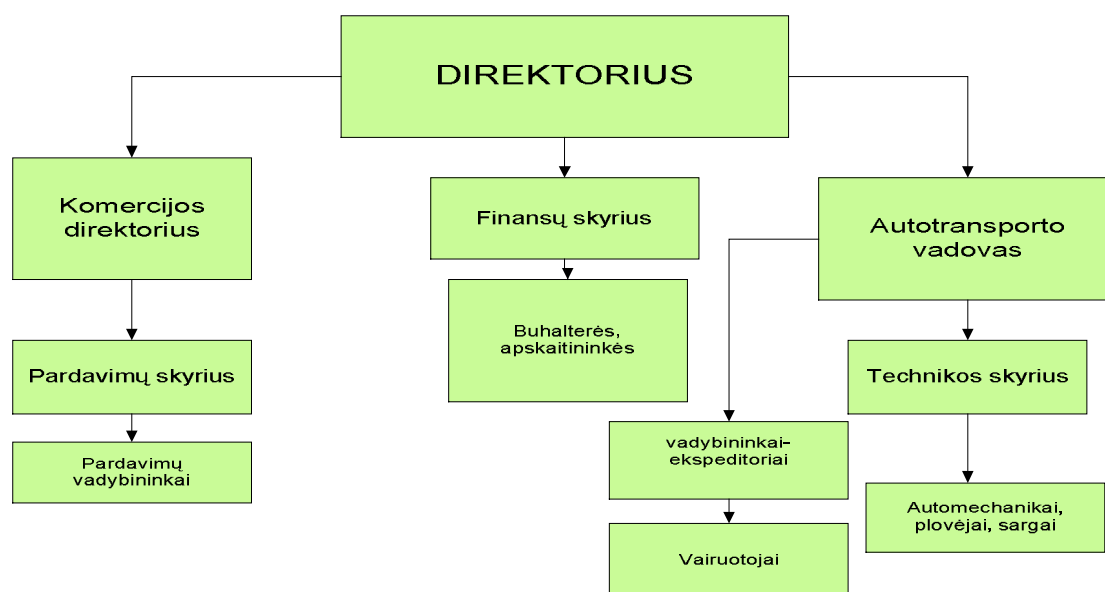 DIREKTORIUS
Komercijos
direktorius
Finansų skyrius
Autotransporto
vadovas
Buhalterės,
apskaitininkės
Pardavimų skyrius
Technikos skyrius
Pardavimų
vadybininkai
vadybininkai-
ekspeditoriai
Automechanikai,
plovėjai, sargai
Vairuotojai